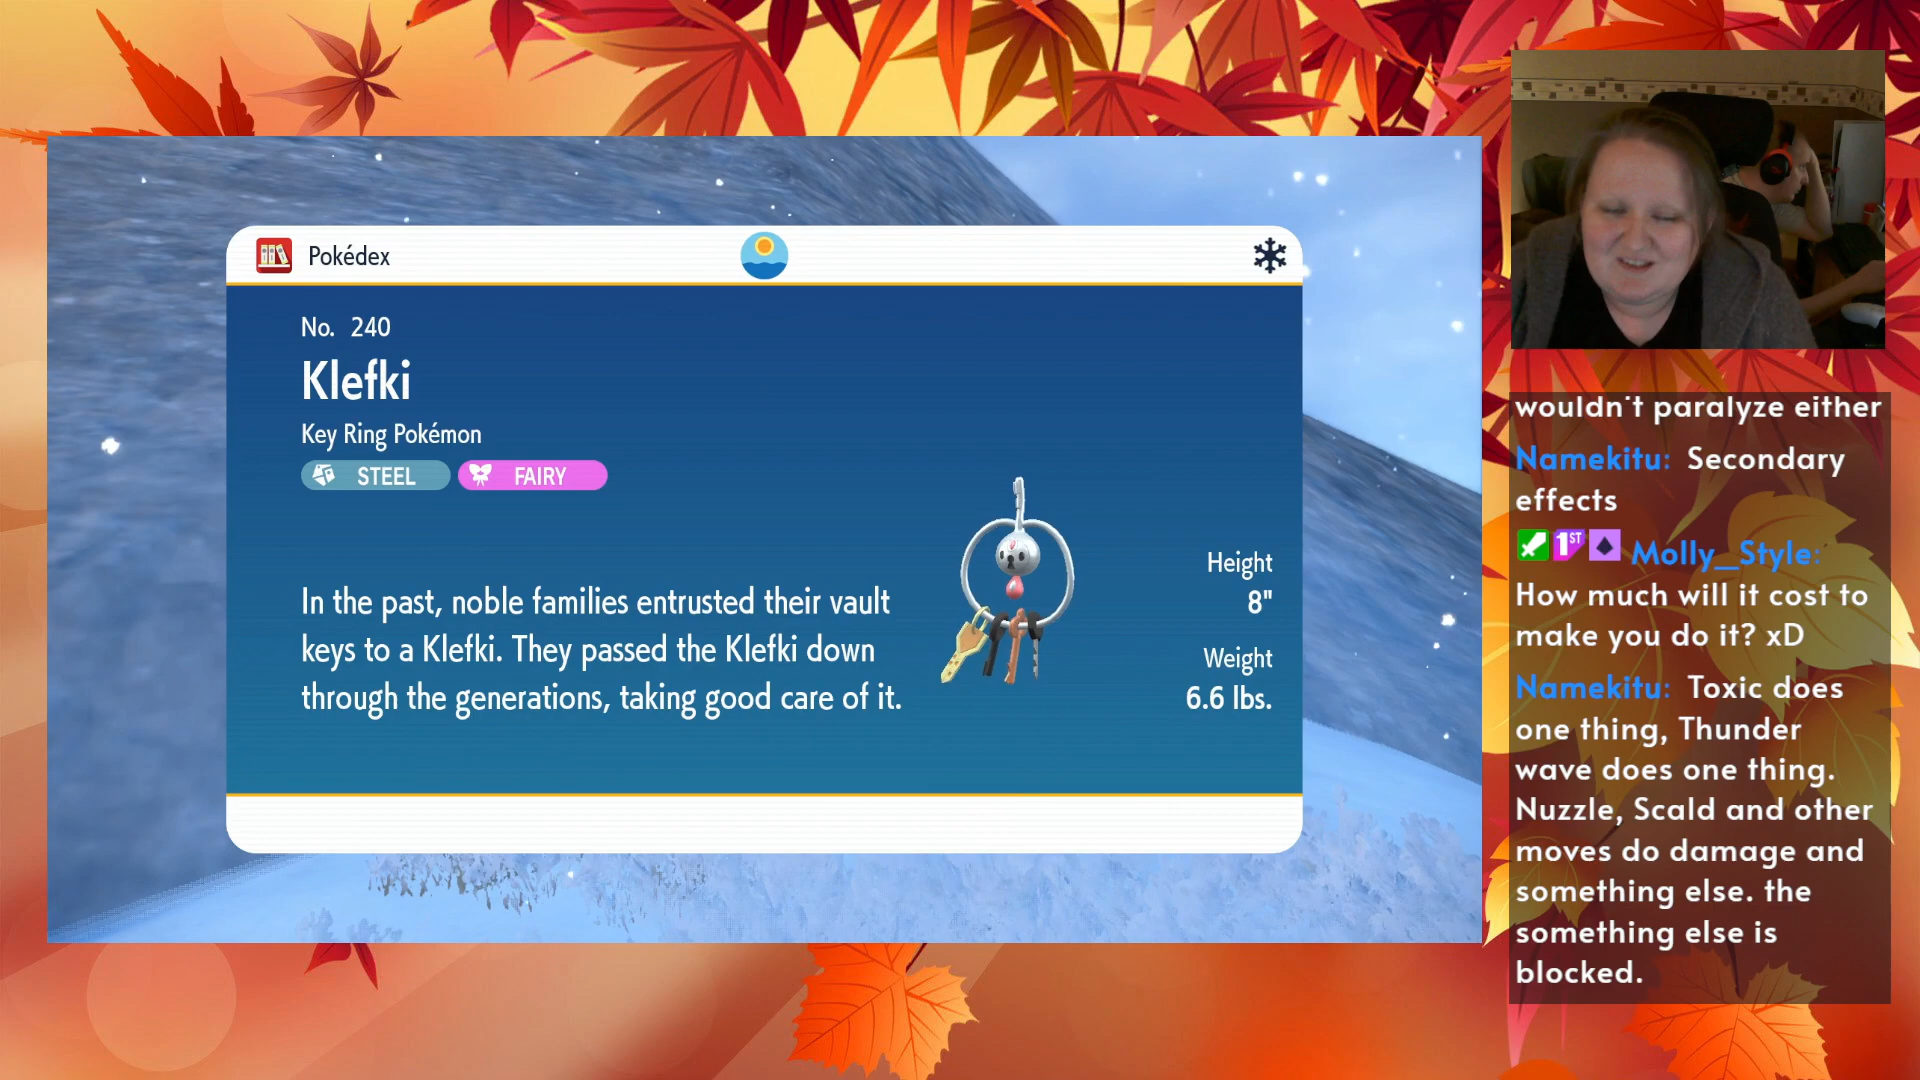 Pokédex
No. 240
Klefki
Key Ring Pokémon
STEEL
FAIRY
In the past, noble families entrusted their vault
keys to a Klefki. They passed the Klefki down
through the generations, taking good care of it.
Height
8"
Weight
6.6 lbs.
wouldn't paralyze either
Namekitu: Secondary
effects
1ST Molly__Style:
How much will it cost to
make you do it? xD
Namekitu: Toxic does
one thing, Thunder
wave does one thing.
Nuzzle, Scald and other
moves do damage and
something else. the
something else is
blocked.